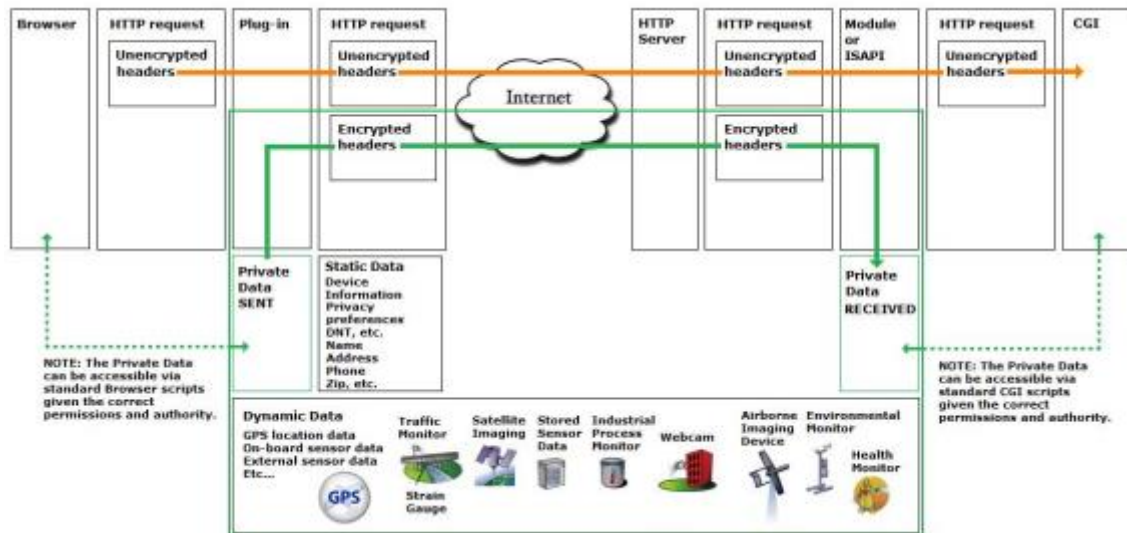 Browser
HTTP request
Plug-in
HTTP request
HTTP
Server
HTTP request
Module
or
ISAPI
HTTP request
CGI
Unencrypted
headers
Unencrypted
headers
Internet
Unencrypted
headers
Unencrypted
headers
Encrypted
headers
Encrypted
headers
Private
Data
SENT
Static Data
Device
Information
Privacy
preferences
DNT, etc.
Name
Address
Phone
Zip, etc.
Private
Data
RECEIVED
NOTE: The Private Data
can be accessible via
standard Browser scripts
given the correct
permissions and authority.
NOTE: The Private Data
can be accessible via
standard CGI scripts
given the correct
permissions and authority.
Dynamic Data
GPS location data
On-board sensor data
External sensor data
Etc...
GPS
Traffic
Monitor
Strain
Gauge
Satellite
Imaging
Stored
Sensor
Data
Industrial
Process
Monitor
Webcam
Airborne
Imaging
Device
Environmental
Monitor
Health
Monitor